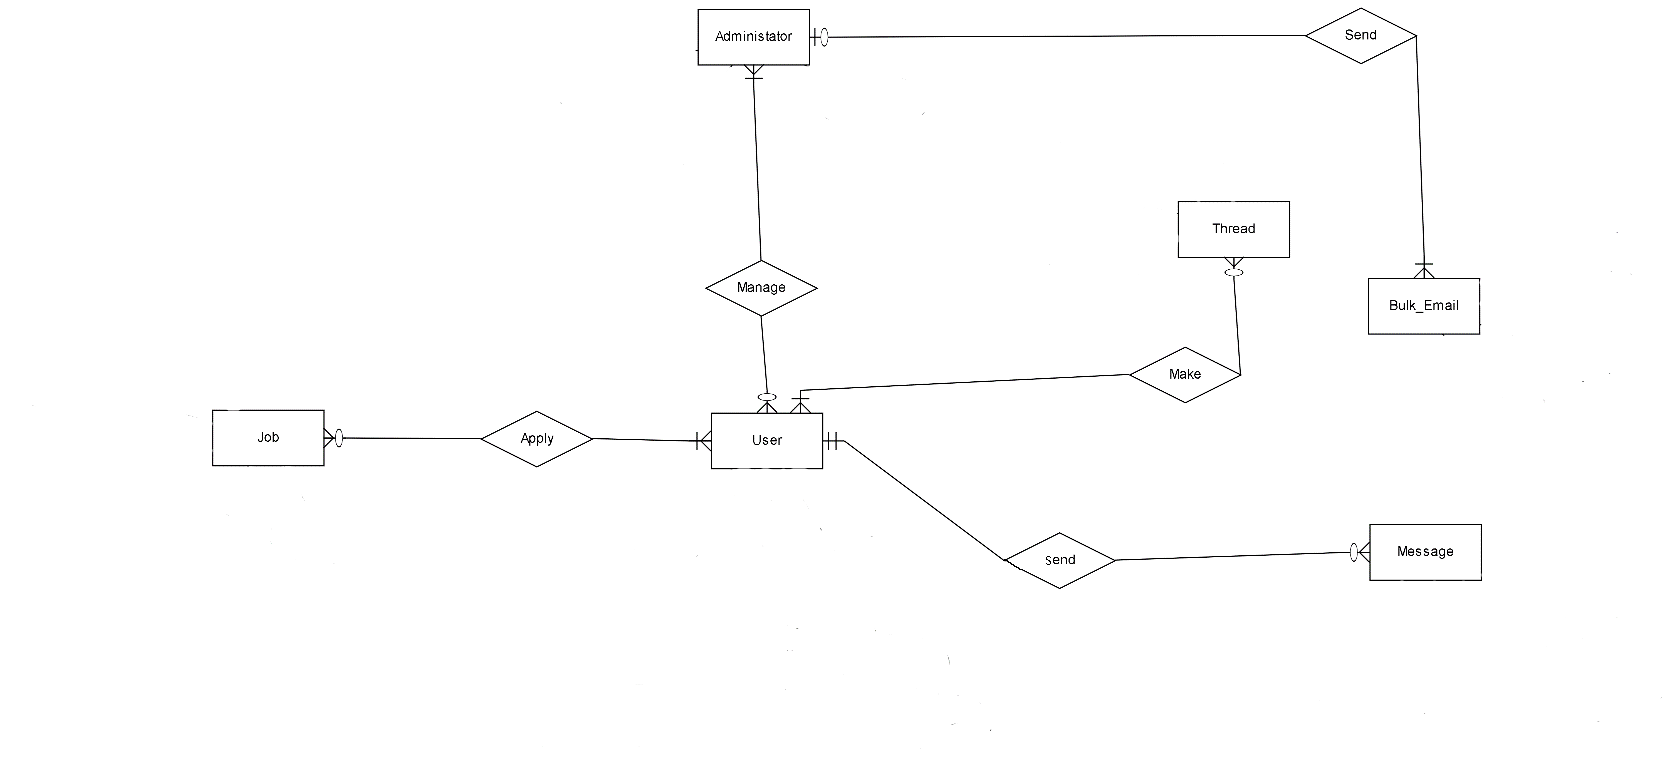 Administator
Send
Thread
Manage
Bulk_Email
Make
Job
Apply
User
Send
Message